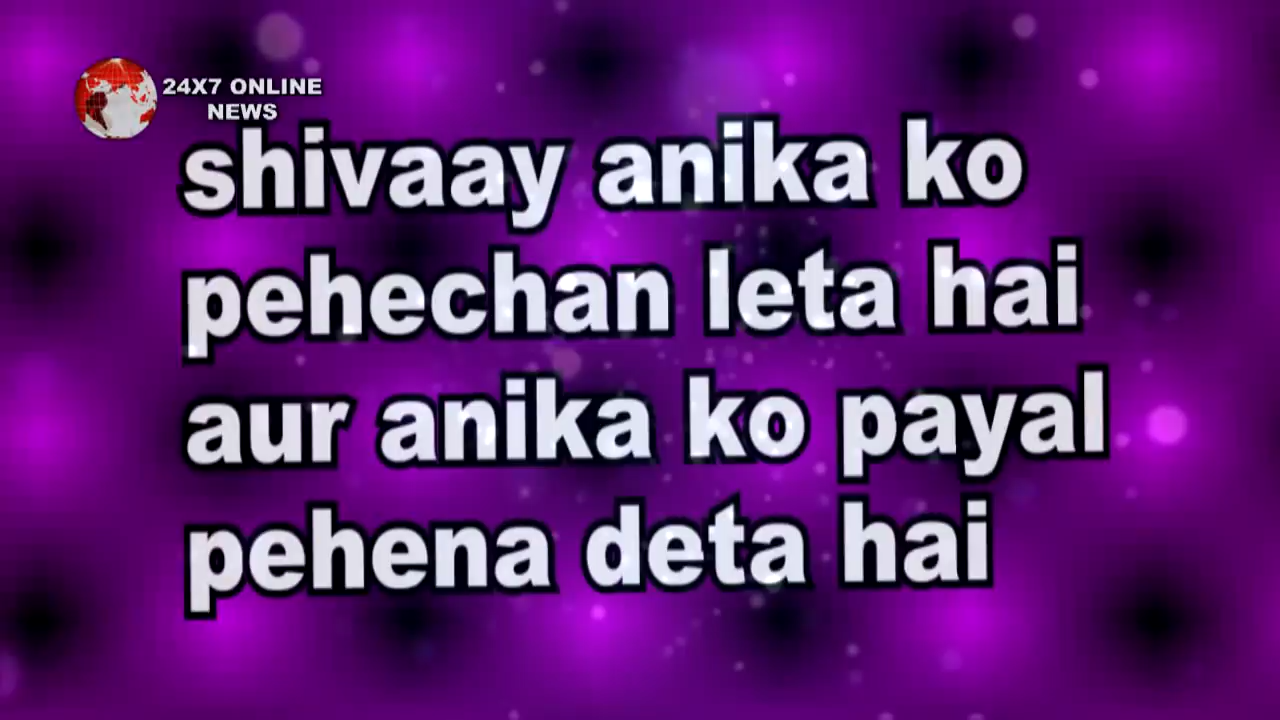 24X7 ONLINE
NEWS
shivaay anika ko
pehechan leta hai
aur anika ko payal
pehena deta hai